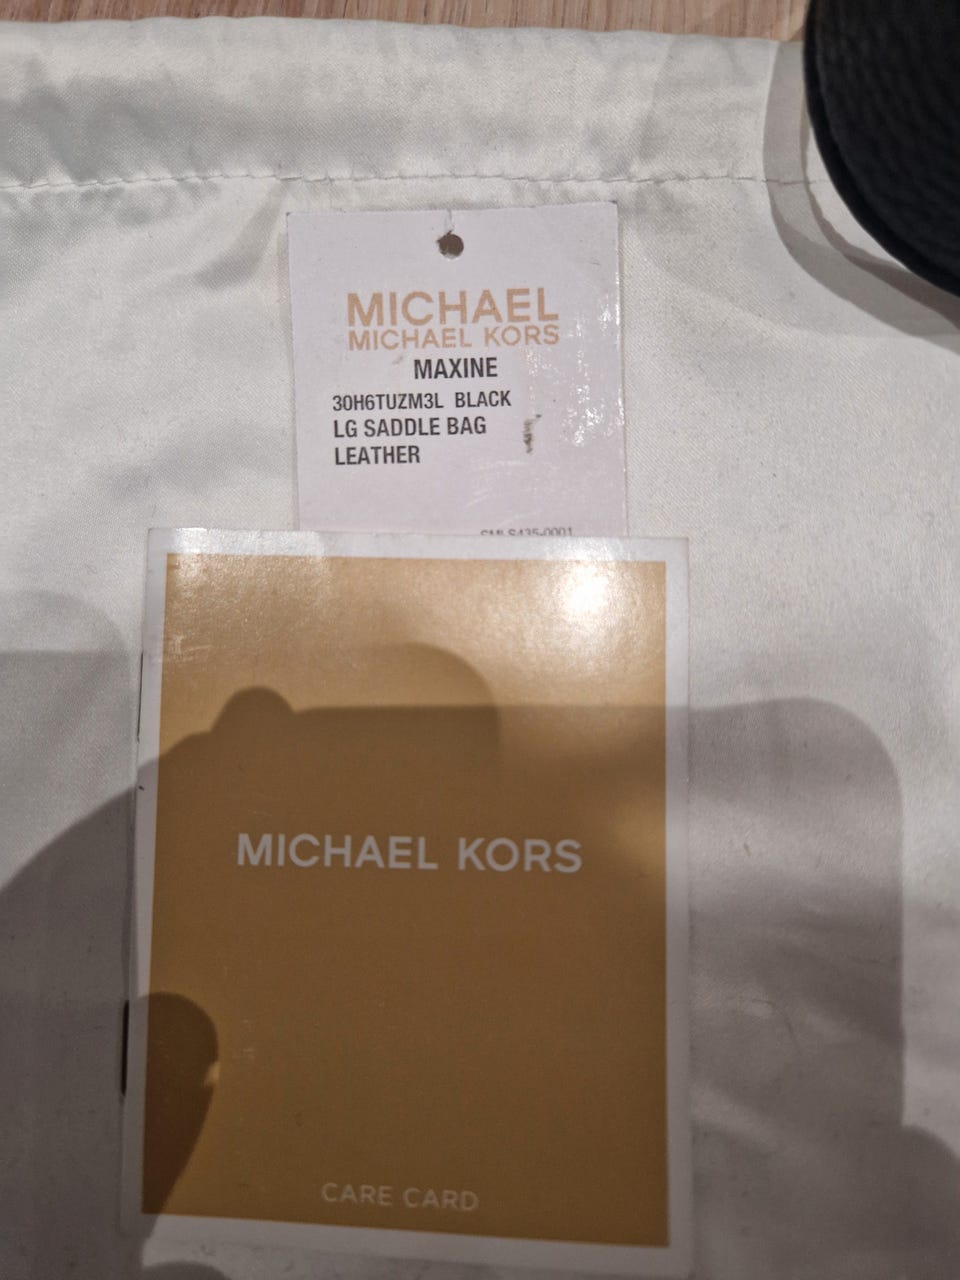 MICHAEL
MICHAEL KORS
MAXINE
30H6TUZM3L BLACK
LG SADDLE BAG
LEATHER
MICHAEL KORS
CARE CARD